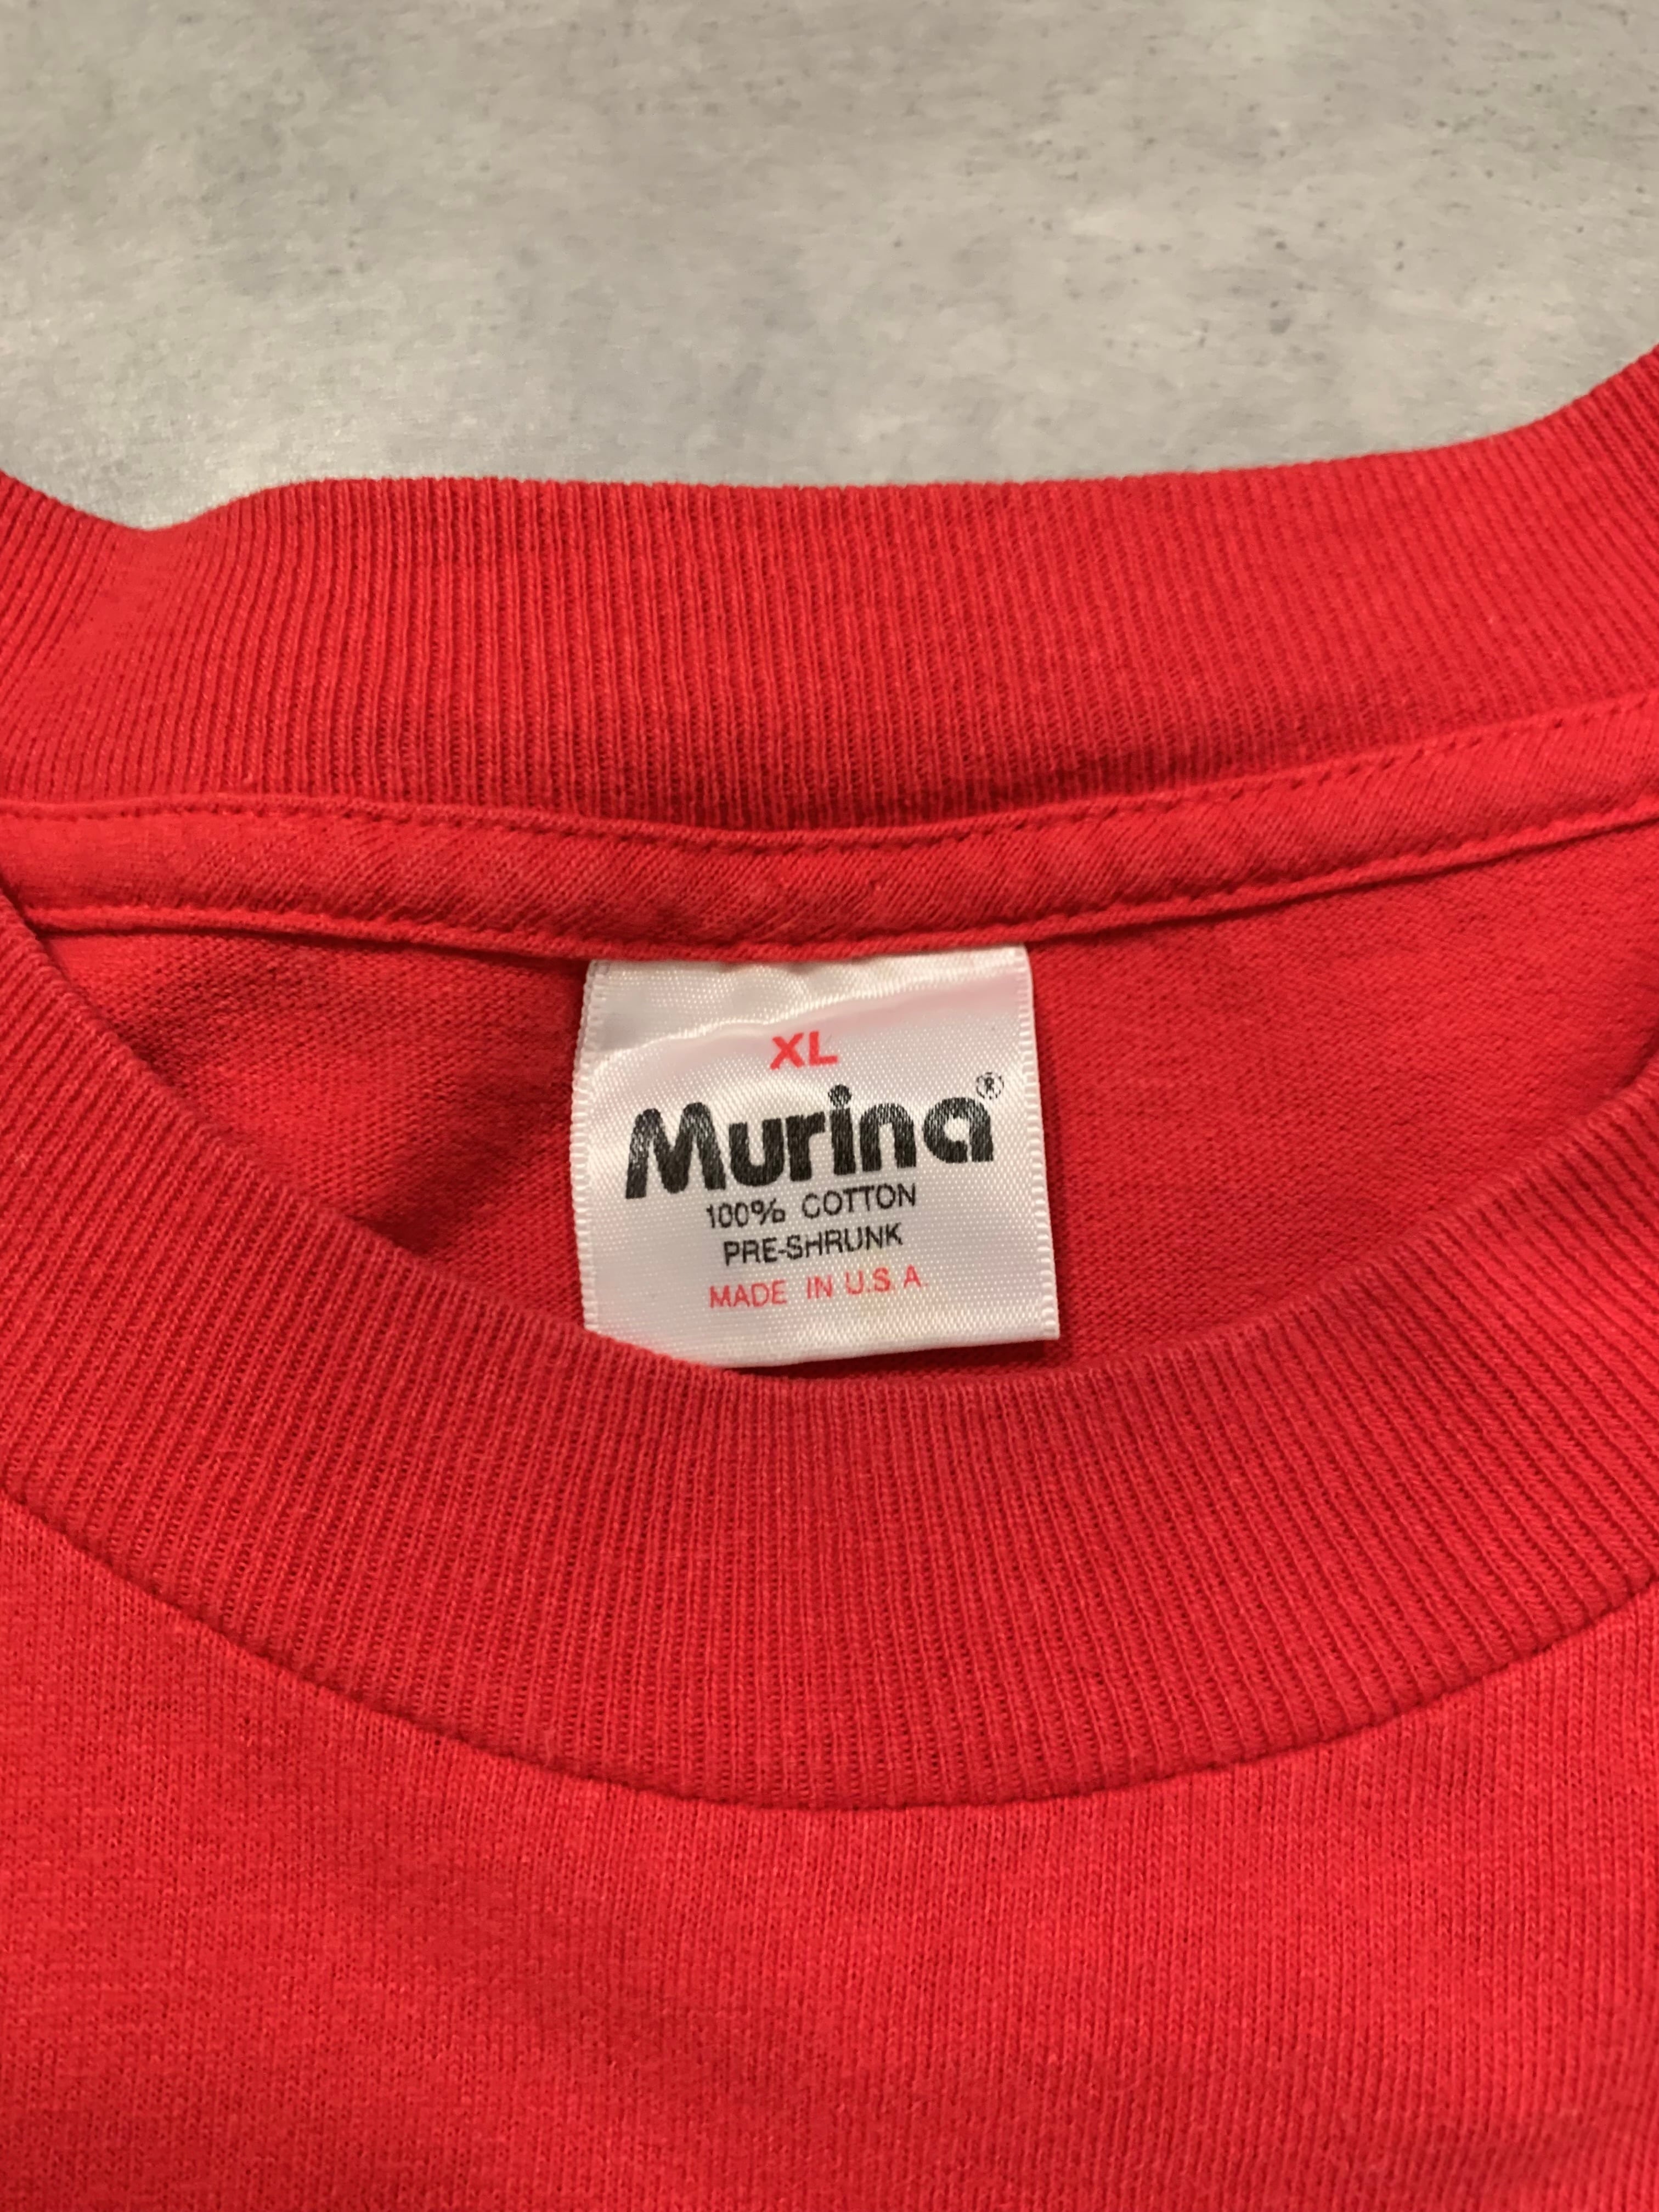 XL
Murina®
100% COTTON
PRE-SHRUNK
MADE IN U.S.A.